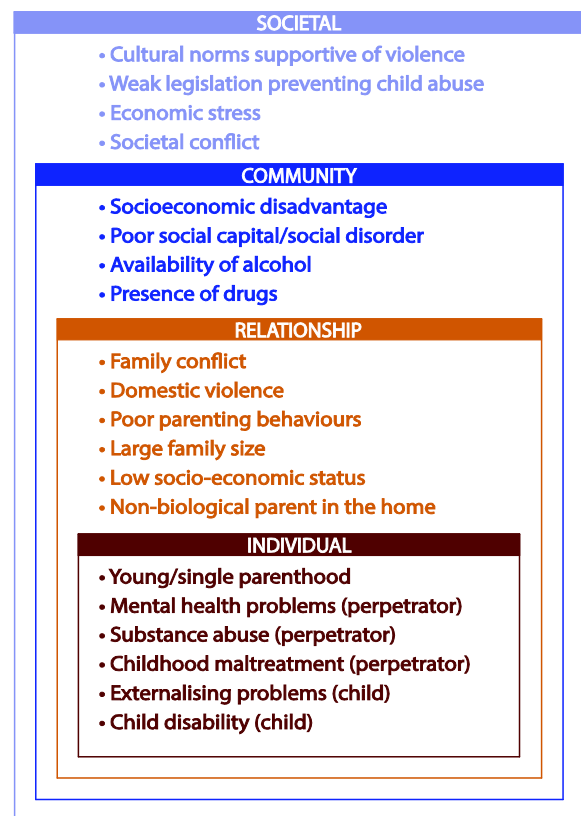 SOCIETAL
• Cultural norms supportive of violence
• Weak legislation preventing child abuse
• Economic stress
• Societal conflict
COMMUNITY
• Socioeconomic disadvantage
• Poor social capital/social disorder
• Availability of alcohol
• Presence of drugs
RELATIONSHIP
• Family conflict
• Domestic violence
• Poor parenting behaviours
• Large family size
• Low socio-economic status
• Non-biological parent in the home
INDIVIDUAL
• Young/single parenthood
• Mental health problems (perpetrator)
• Substance abuse (perpetrator)
• Childhood maltreatment (perpetrator)
• Externalising problems (child)
• Child disability (child)